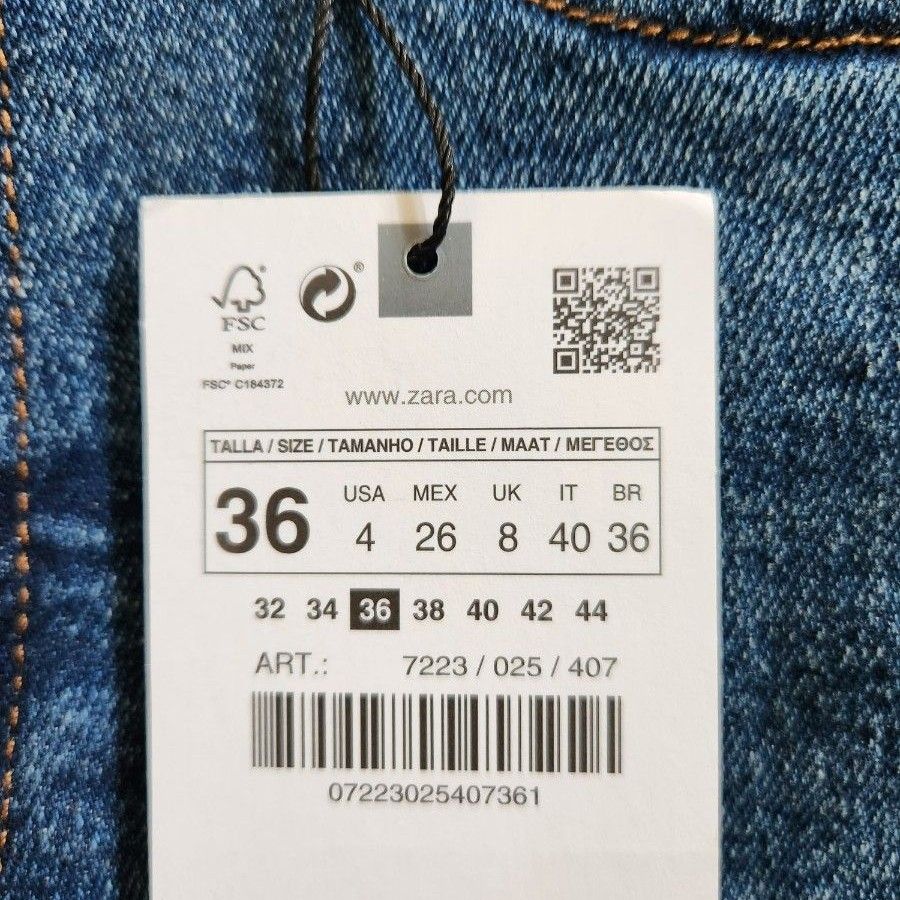 FSC
®
MIX
Paper
FSC® C184372
www.zara.com
TALLA / SIZE / TAMANHO / TAILLE / MAAT / ΜΕΓΕΘΟΣ
36
USA MEX UK IT BR
4 26 8 40 36
32 34 36 38 40 42 44
ART.: 7223 / 025 / 407
07223025407361